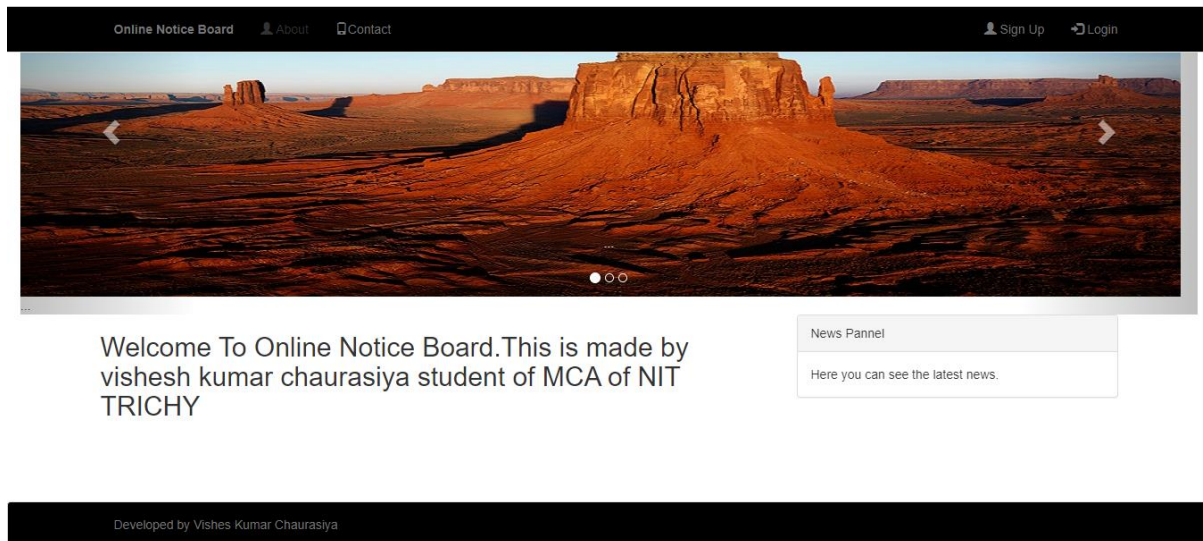 Online Notice Board About Contact Sign Up Login
...
...
Welcome To Online Notice Board.This is made by
vishesh kumar chaurasiya student of MCA of NIT
TRICHY
News Pannel
Here you can see the latest news.
Developed by Vishes Kumar Chaurasiya